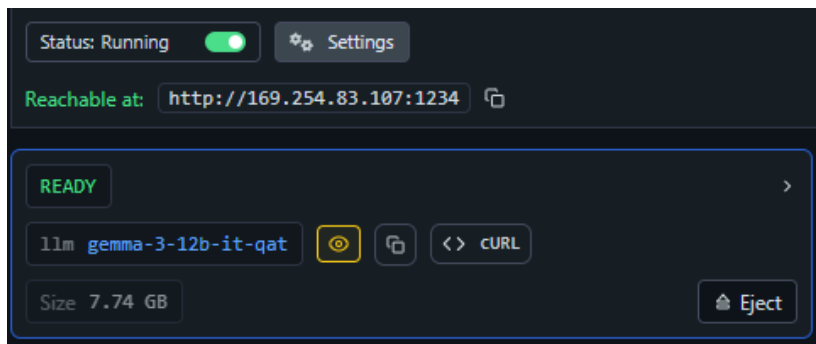 Status: Running Settings
Reachable at: http://169.254.83.107:1234
READY
llm gemma-3-12b-it-qat <> cURL
Size 7.74 GB Eject